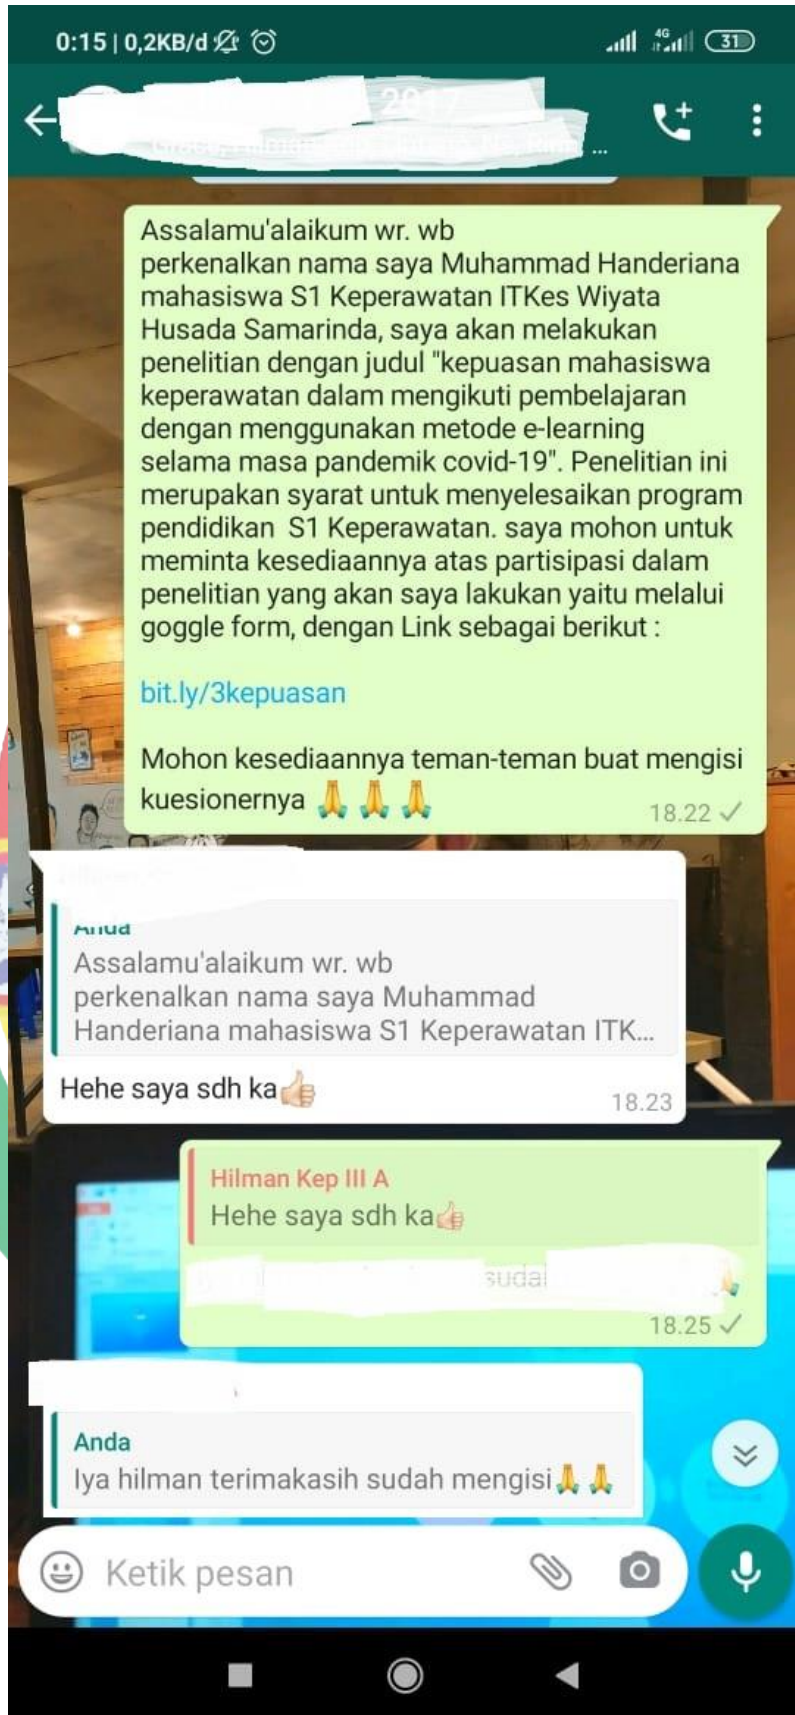 0:15 | 0,2KB/d
4G
31
2017
Assalamu'alaikum wr. wb
perkenalkan nama saya Muhammad Handeriana
mahasiswa S1 Keperawatan ITKes Wiyata
Husada Samarinda, saya akan melakukan
penelitian dengan judul "kepuasan mahasiswa
keperawatan dalam mengikuti pembelajaran
dengan menggunakan metode e-learning
selama masa pandemik covid-19". Penelitian ini
merupakan syarat untuk menyelesaikan program
pendidikan  S1 Keperawatan. saya mohon untuk
meminta kesediaannya atas partisipasi dalam
penelitian yang akan saya lakukan yaitu melalui
goggle form, dengan Link sebagai berikut :
bit.ly/3kepuasan
Mohon kesediaannya teman-teman buat mengisi
kuesionernya 🙏 🙏 🙏
18.22
Anda
Assalamu'alaikum wr. wb
perkenalkan nama saya Muhammad
Handeriana mahasiswa S1 Keperawatan ITK...
Hehe saya sdh ka👍
18.23
Hilman Kep III A
Hehe saya sdh ka👍
🙏
18.25
Anda
Iya hilman terimakasih sudah mengisi🙏 🙏
Ketik pesan